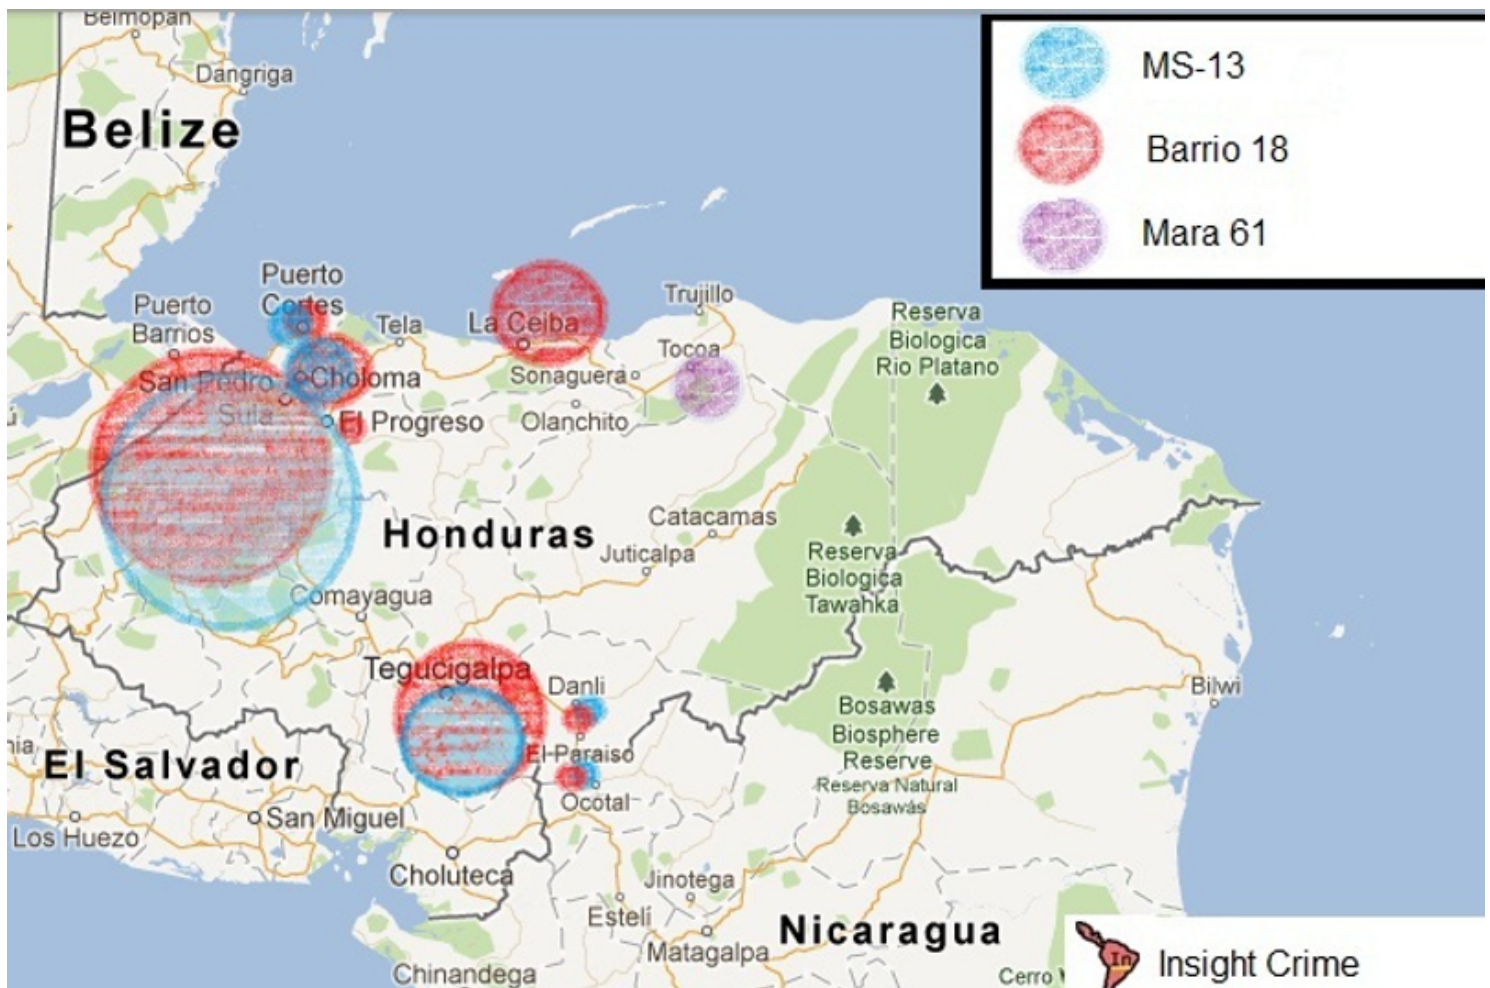 Belmopan
Dangriga
Belize
MS-13
Barrio 18
Mara 61
Puerto
Cortes
Puerto
Barrios
Tela
La Ceiba
Trujillo
Tocoa
Sonaguera
Olanchito
San Pedro
Sula
Choloma
El Progreso
Reserva
Biologica
Rio Platano
Honduras
Catacamas
Juticalpa
Reserva
Biologica
Tawahka
Comayagua
Tegucigalpa
Danli
El Paraiso
Ocotal
Bosawas
Biosphere
Reserve
Reserva Natural
Bosawás
Bilwi
El Salvador
San Miguel
Los Huezo
Choluteca
Jinotega
Estelí
Matagalpa
Nicaragua
Chinandega
Cerro
In
Insight Crime